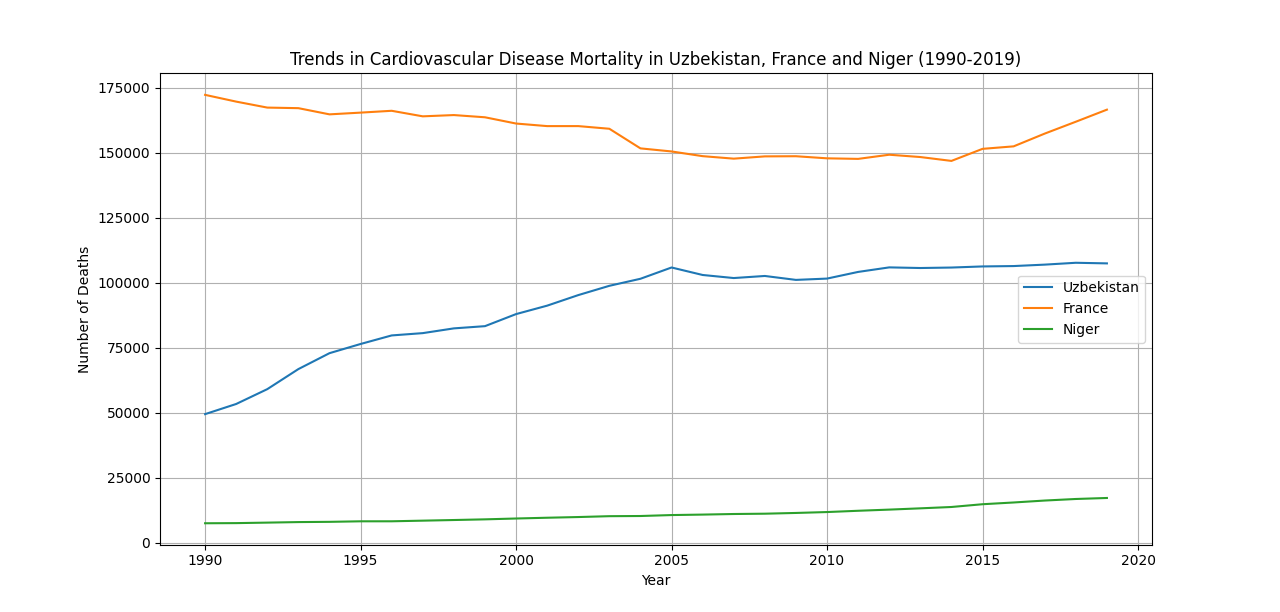 Trends in Cardiovascular Disease Mortality in Uzbekistan, France and Niger (1990-2019)
175000
150000
125000
100000
75000
50000
25000
0
Number of Deaths
Uzbekistan
France
Niger
1990
1995
2000
2005
2010
2015
2020
Year